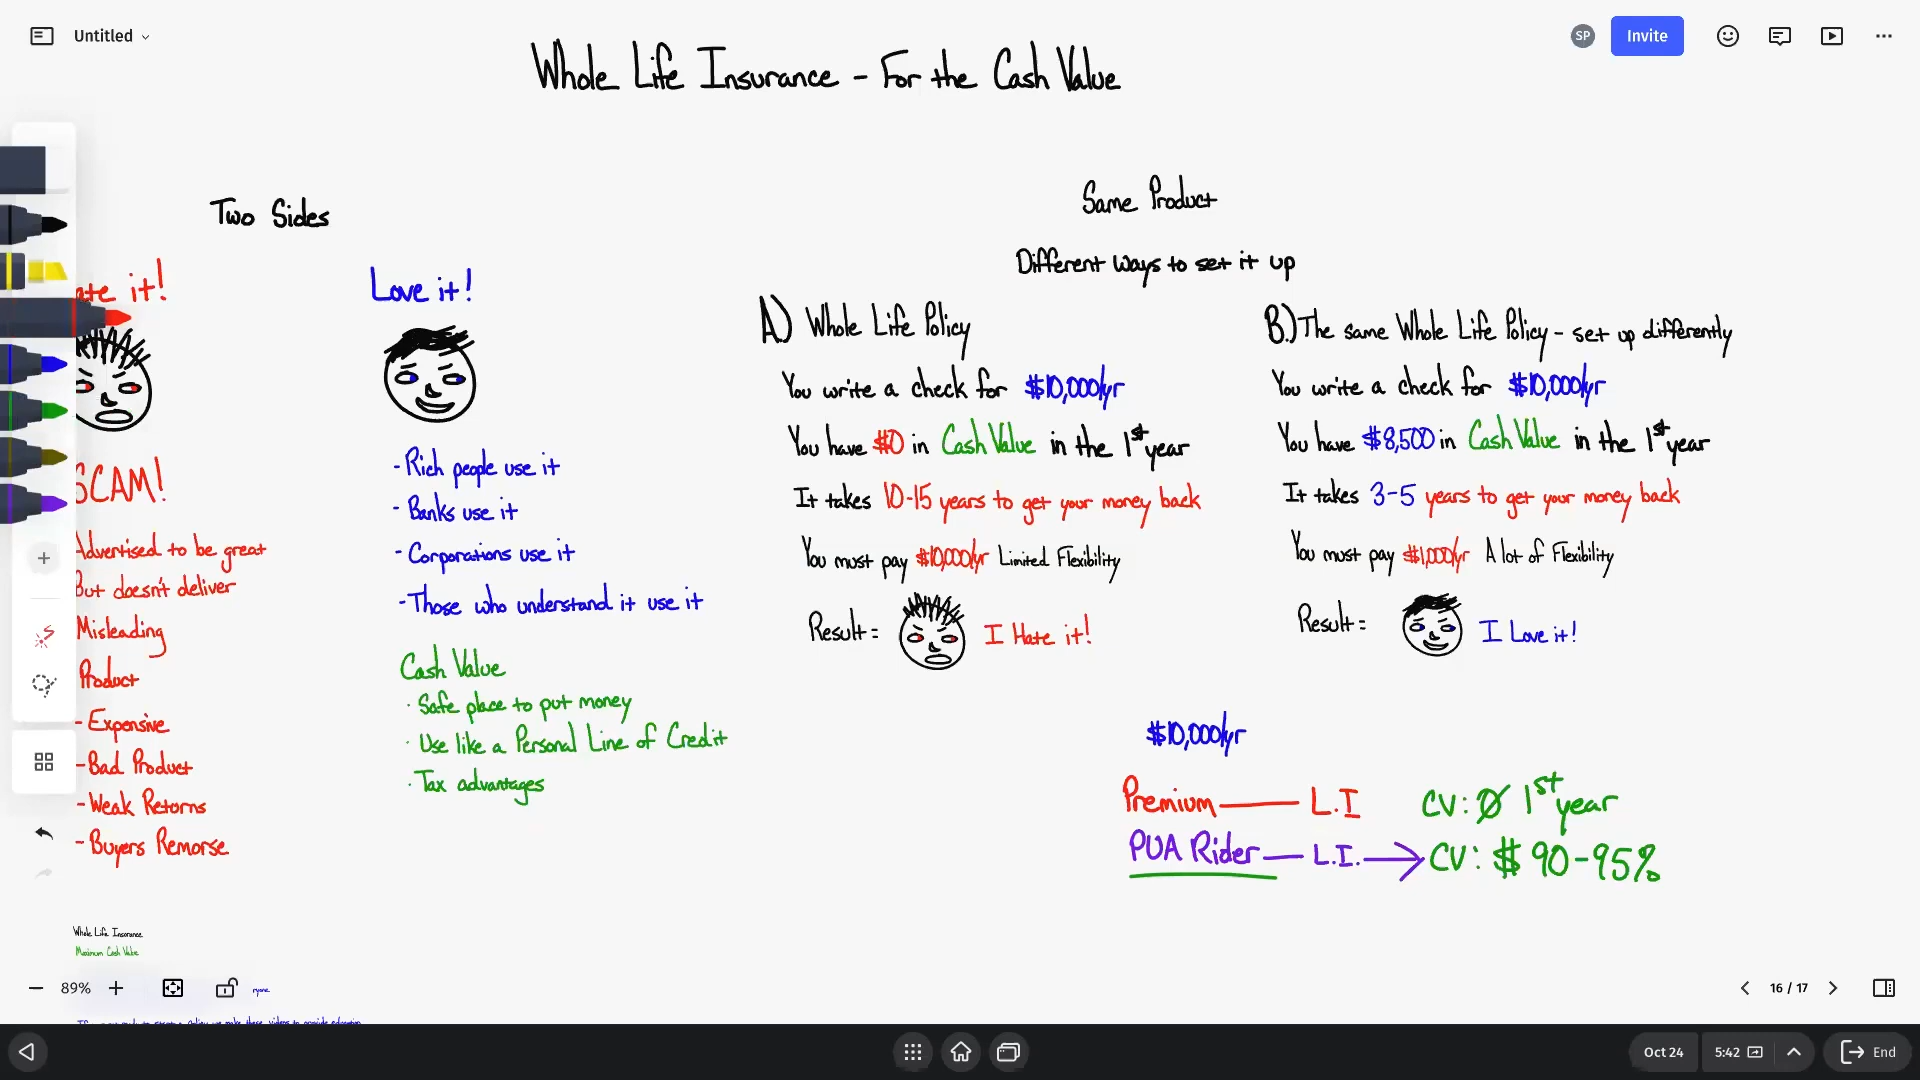 Untitled
SP
Invite
Whole Life Insurance - For the Cash Value
Two Sides
ate it!
SCAM!
Advertised to be great
But doesn't deliver
Misleading
Product
- Expensive
- Bad Product
- Weak Returns
- Buyers Remorse
Love it!
- Rich people use it
- Banks use it
- Corporations use it
- Those who understand it use it
Cash Value
· Safe place to put money
· Use like a Personal Line of Credit
· Tax advantages
Same Product
Different ways to set it up
A.) Whole Life Policy
You write a check for $10,000/yr
You have $0 in Cash Value in the 1st year
It takes 10-15 years to get your money back
You must pay $10,000/yr Limited Flexibility
Result = I Hate it!
B.) The same Whole Life Policy - set up differently
You write a check for $10,000/yr
You have $8,500 in Cash Value in the 1st year
It takes 3-5 years to get your money back
You must pay $1,000/yr A lot of Flexibility
Result = I Love it!
$10,000/yr
Premium — L.I CV: 0 1st year
PUA Rider — L.I. → CV: $ 90-95%
Whole Life Insurance
Maximum Cash Value
89%
16 / 17
Oct 24
5:42
End